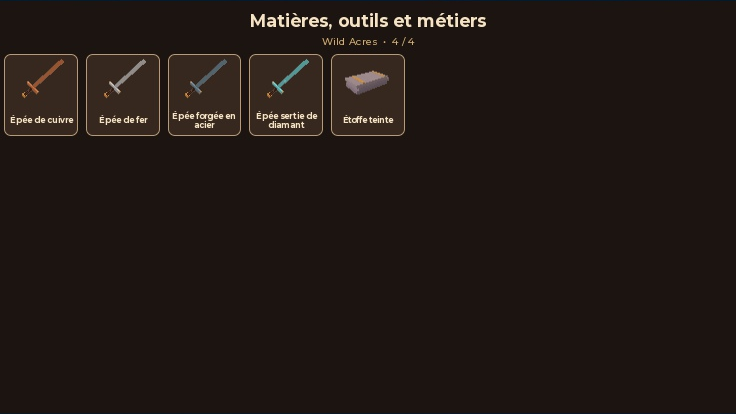 Matières, outils et métiers
Wild Acres • 4 / 4
Épée de cuivre
Épée de fer
Épée forgée en
acier
Épée sertie de
diamant
Étoffe teinte